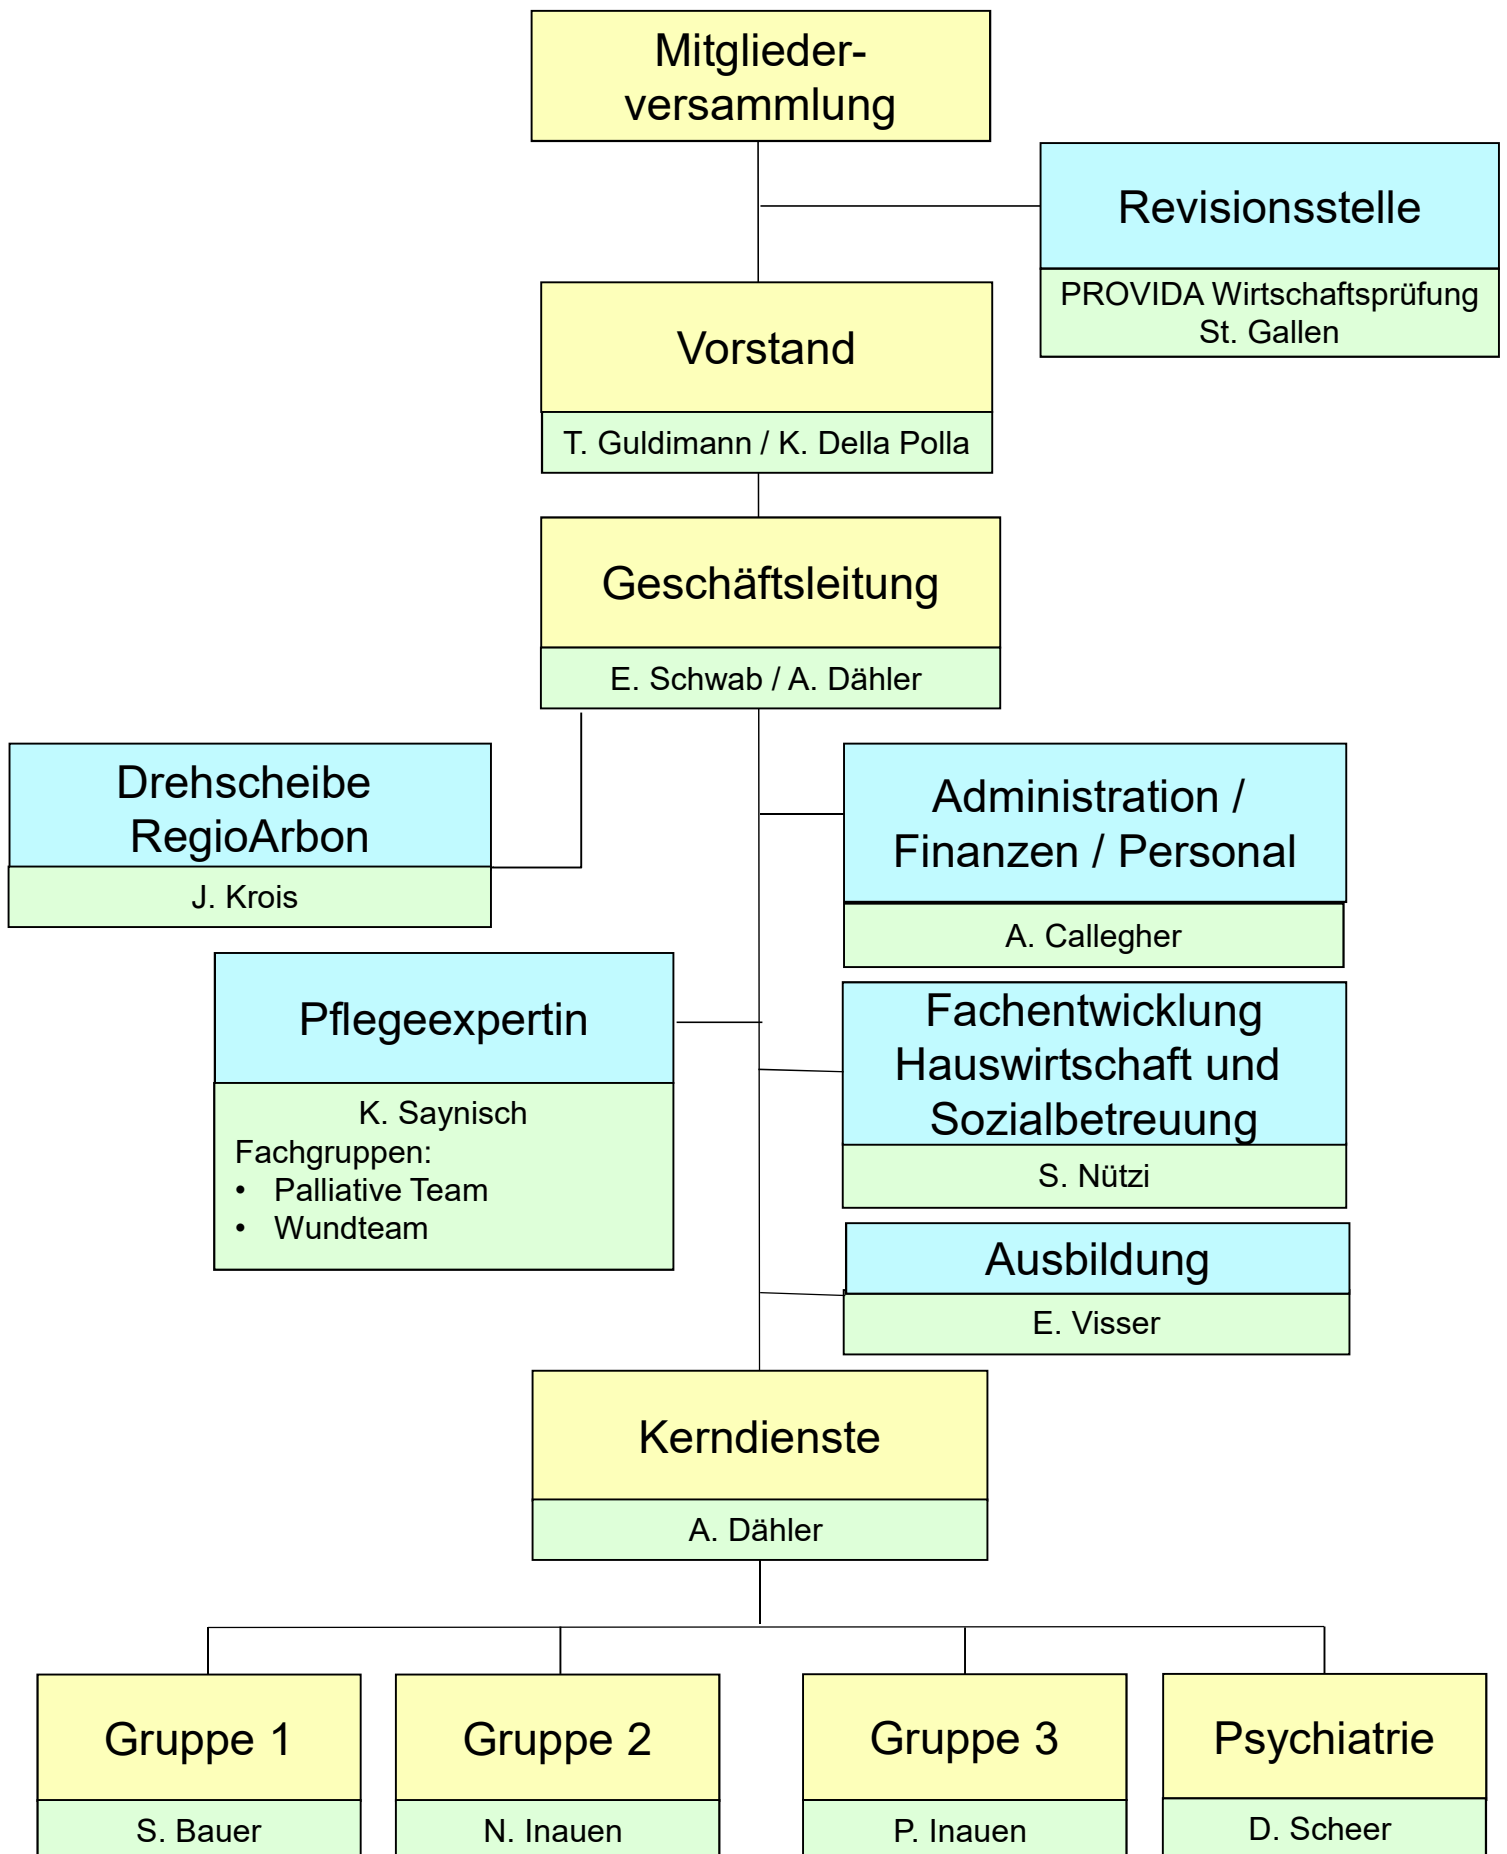 Mitglieder-
versammlung
Revisionsstelle
PROVIDA Wirtschaftsprüfung
St. Gallen
Vorstand
T. Guldimann / K. Della Polla
Geschäftsleitung
E. Schwab / A. Dähler
Drehscheibe
RegioArbon
J. Krois
Administration /
Finanzen / Personal
A. Callegher
Pflegeexpertin
K. Saynisch
Fachgruppen:
• Palliative Team
• Wundteam
Fachentwicklung
Hauswirtschaft und
Sozialbetreuung
S. Nützi
Ausbildung
E. Visser
Kerndienste
A. Dähler
Gruppe 1
S. Bauer
Gruppe 2
N. Inauen
Gruppe 3
P. Inauen
Psychiatrie
D. Scheer